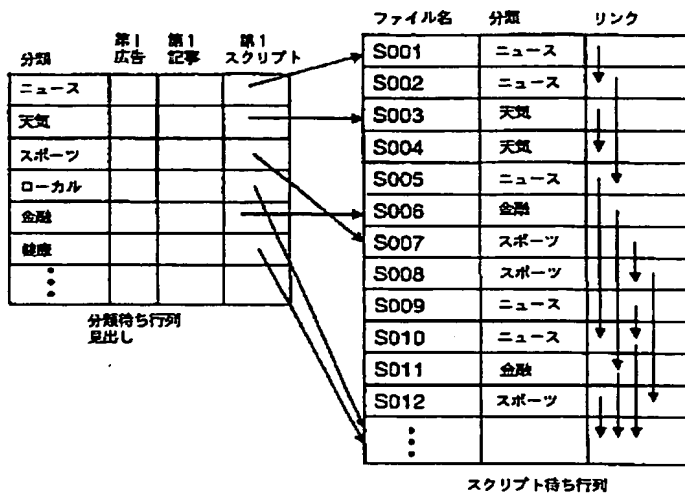 ファイル名 分類 リンク
分類 第1広告 第1記事 第1スクリプト
ニュース
天気
スポーツ
ローカル
金融
健康
分類待ち行列
見出し
S001 ニュース
S002 ニュース
S003 天気
S004 天気
S005 ニュース
S006 金融
S007 スポーツ
S008 スポーツ
S009 ニュース
S010 ニュース
S011 金融
S012 スポーツ
スクリプト待ち行列